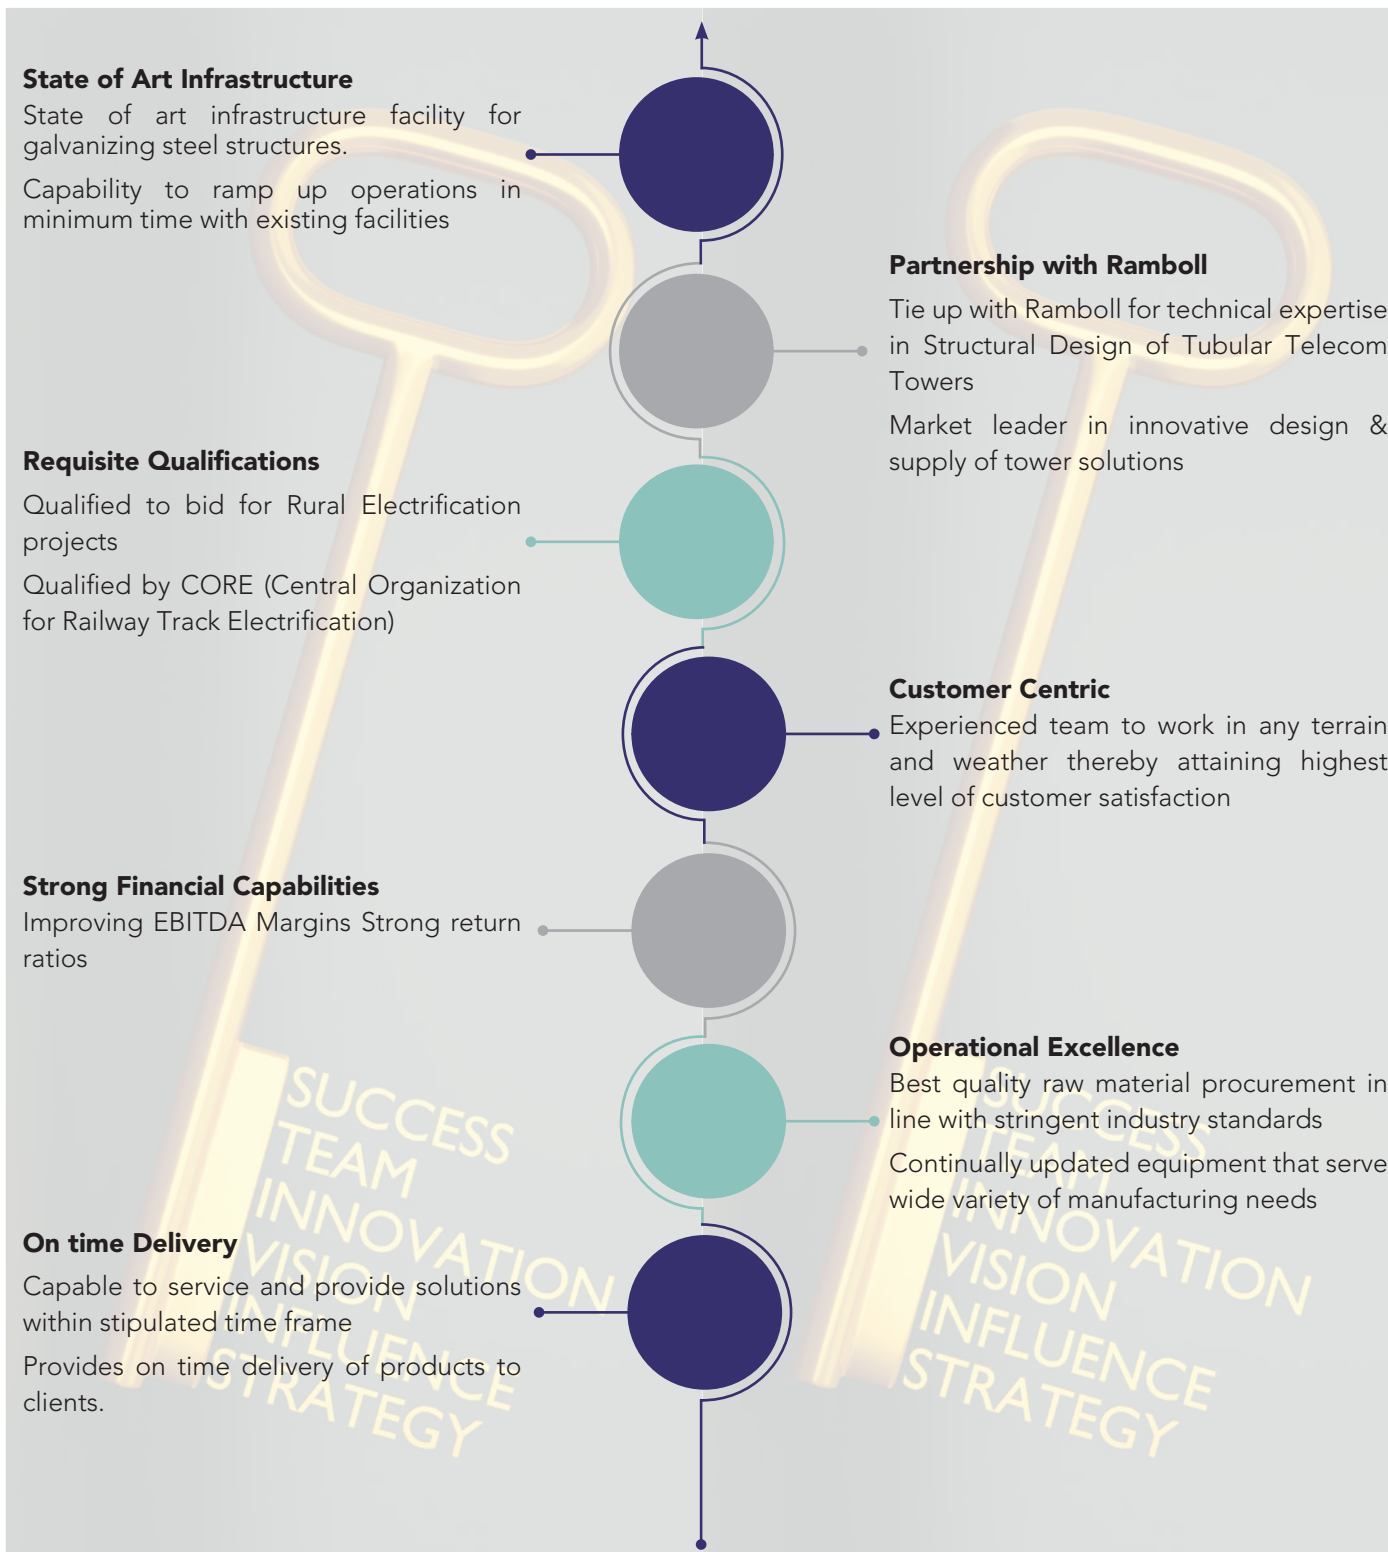 State of Art Infrastructure
State of art infrastructure facility for
galvanizing steel structures.
Capability to ramp up operations in
minimum time with existing facilities
Partnership with Ramboll
Tie up with Ramboll for technical expertise
in Structural Design of Tubular Telecom
Towers
Market leader in innovative design &
supply of tower solutions
Requisite Qualifications
Qualified to bid for Rural Electrification
projects
Qualified by CORE (Central Organization
for Railway Track Electrification)
Customer Centric
Experienced team to work in any terrain
and weather thereby attaining highest
level of customer satisfaction
Strong Financial Capabilities
Improving EBITDA Margins Strong return
ratios
Operational Excellence
Best quality raw material procurement in
line with stringent industry standards
Continually updated equipment that serve
wide variety of manufacturing needs
On time Delivery
Capable to service and provide solutions
within stipulated time frame
Provides on time delivery of products to
clients.
SUCCESS
TEAM
INNOVATION
VISION
INFLUENCE
STRATEGY
SUCCESS
TEAM
INNOVATION
VISION
INFLUENCE
STRATEGY